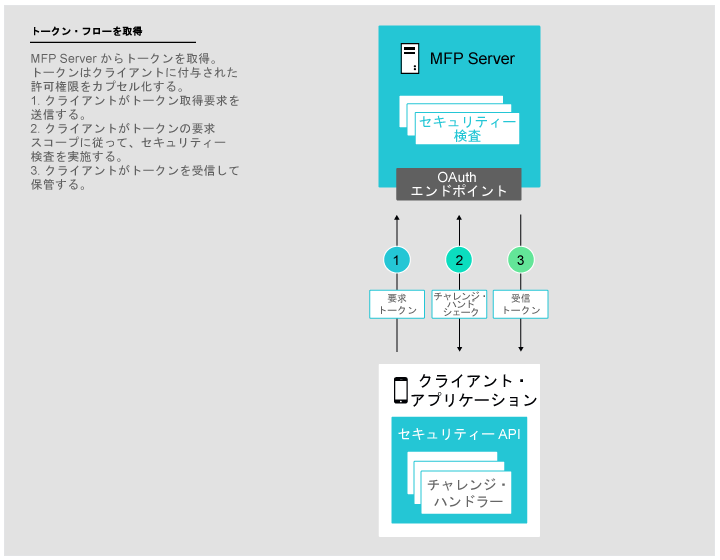 トークン・フローを取得
MFP Server からトークンを取得。
トークンはクライアントに付与された
許可権限をカプセル化する。
1. クライアントがトークン取得要求を
送信する。
2. クライアントがトークンの要求
スコープに従って、セキュリティー
検査を実施する。
3. クライアントがトークンを受信して
保管する。
MFP Server
セキュリティー
検査
OAuth
エンドポイント
1
2
3
要求
トークン
チャレンジ・
ハンド
シェーク
受信
トークン
クライアント・
アプリケーション
セキュリティー API
チャレンジ・
ハンドラー